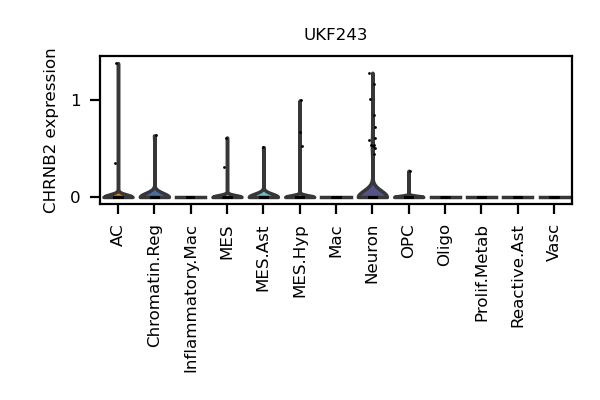 UKF243
CHRNB2 expression
1
0
AC
Chromatin.Reg
Inflammatory.Mac
MES
MES.Ast
MES.Hyp
Mac
Neuron
OPC
Oligo
Prolif.Metab
Reactive.Ast
Vasc